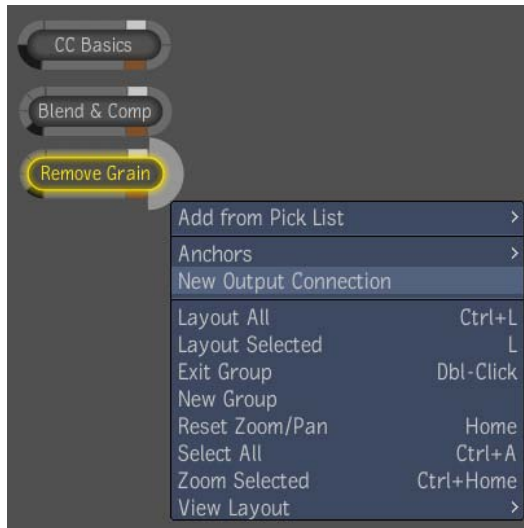 CC Basics
Blend & Comp
Remove Grain
Add from Pick List >
Anchors >
New Output Connection
Layout All Ctrl+L
Layout Selected L
Exit Group Dbl-Click
New Group
Reset Zoom/Pan Home
Select All Ctrl+A
Zoom Selected Ctrl+Home
View Layout >